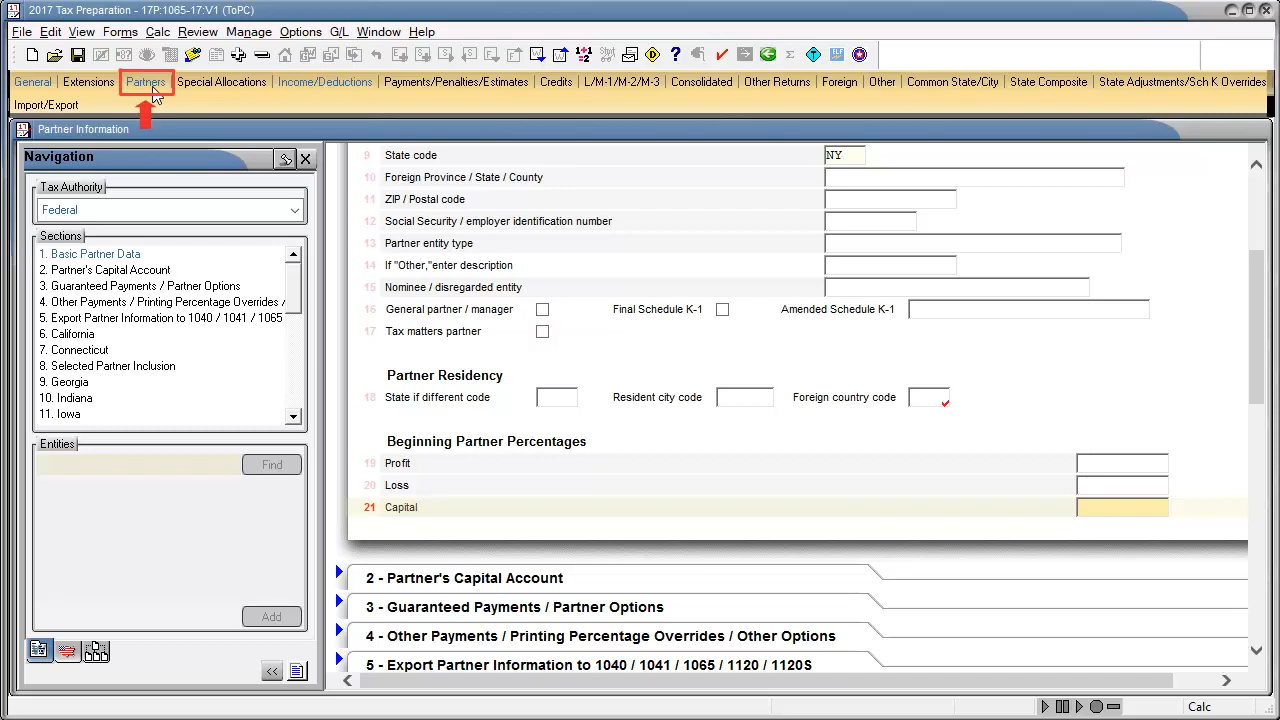 2017 Tax Preparation - 17P:1065-17:V1 (ToPC)
File Edit View Forms Calc Review Manage Options G/L Window Help
General Extensions Partners Special Allocations Income/Deductions Payments/Penalties/Estimates Credits L/M-1/M-2/M-3 Consolidated Other Returns Foreign Other Common State/City State Composite State Adjustments/Sch K Overrides
Import/Export
Partner Information
Navigation
Tax Authority
Federal
Sections
1. Basic Partner Data
2. Partner's Capital Account
3. Guaranteed Payments / Partner Options
4. Other Payments / Printing Percentage Overrides /
5. Export Partner Information to 1040 / 1041 / 1065
6. California
7. Connecticut
8. Selected Partner Inclusion
9. Georgia
10. Indiana
11. Iowa
Entities
Find
Add
<<
9 State code NY
10 Foreign Province / State / County
11 ZIP / Postal code
12 Social Security / employer identification number
13 Partner entity type
14 If "Other,"enter description
15 Nominee / disregarded entity
16 General partner / manager Final Schedule K-1 Amended Schedule K-1
17 Tax matters partner
Partner Residency
18 State if different code Resident city code Foreign country code
Beginning Partner Percentages
19 Profit
20 Loss
21 Capital
2 - Partner's Capital Account
3 - Guaranteed Payments / Partner Options
4 - Other Payments / Printing Percentage Overrides / Other Options
5 - Export Partner Information to 1040 / 1041 / 1065 / 1120 / 1120S
Calc